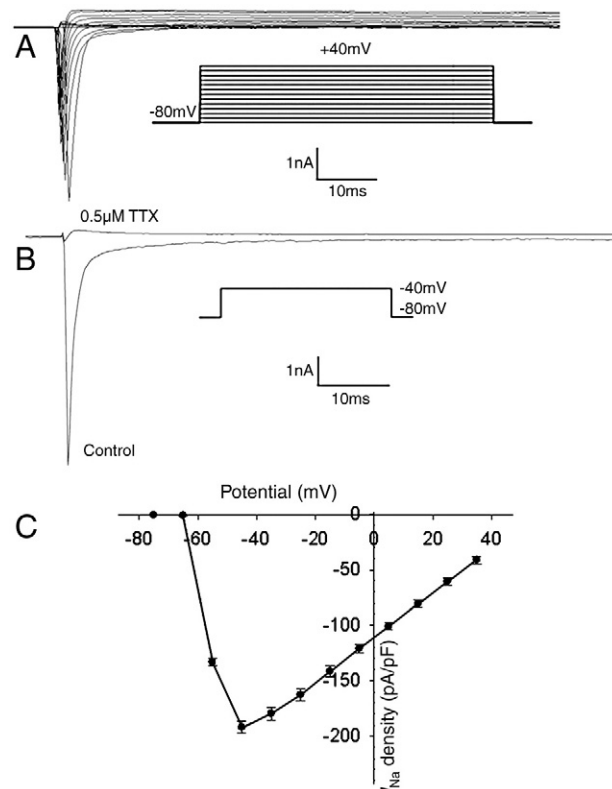 A
+40mV
-80mV
1nA
10ms
0.5µM TTX
B
-40mV
-80mV
1nA
10ms
Control
C
Potential (mV)
0
-80 -60 -40 -20 0 20 40
-50
-100
-150
-200
I Na density (pA/pF)